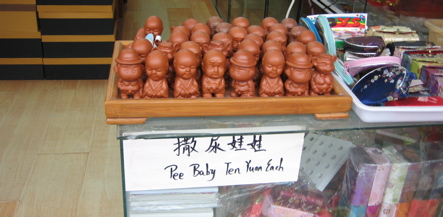 撒尿娃娃
Pee Baby Ten Yuan Each